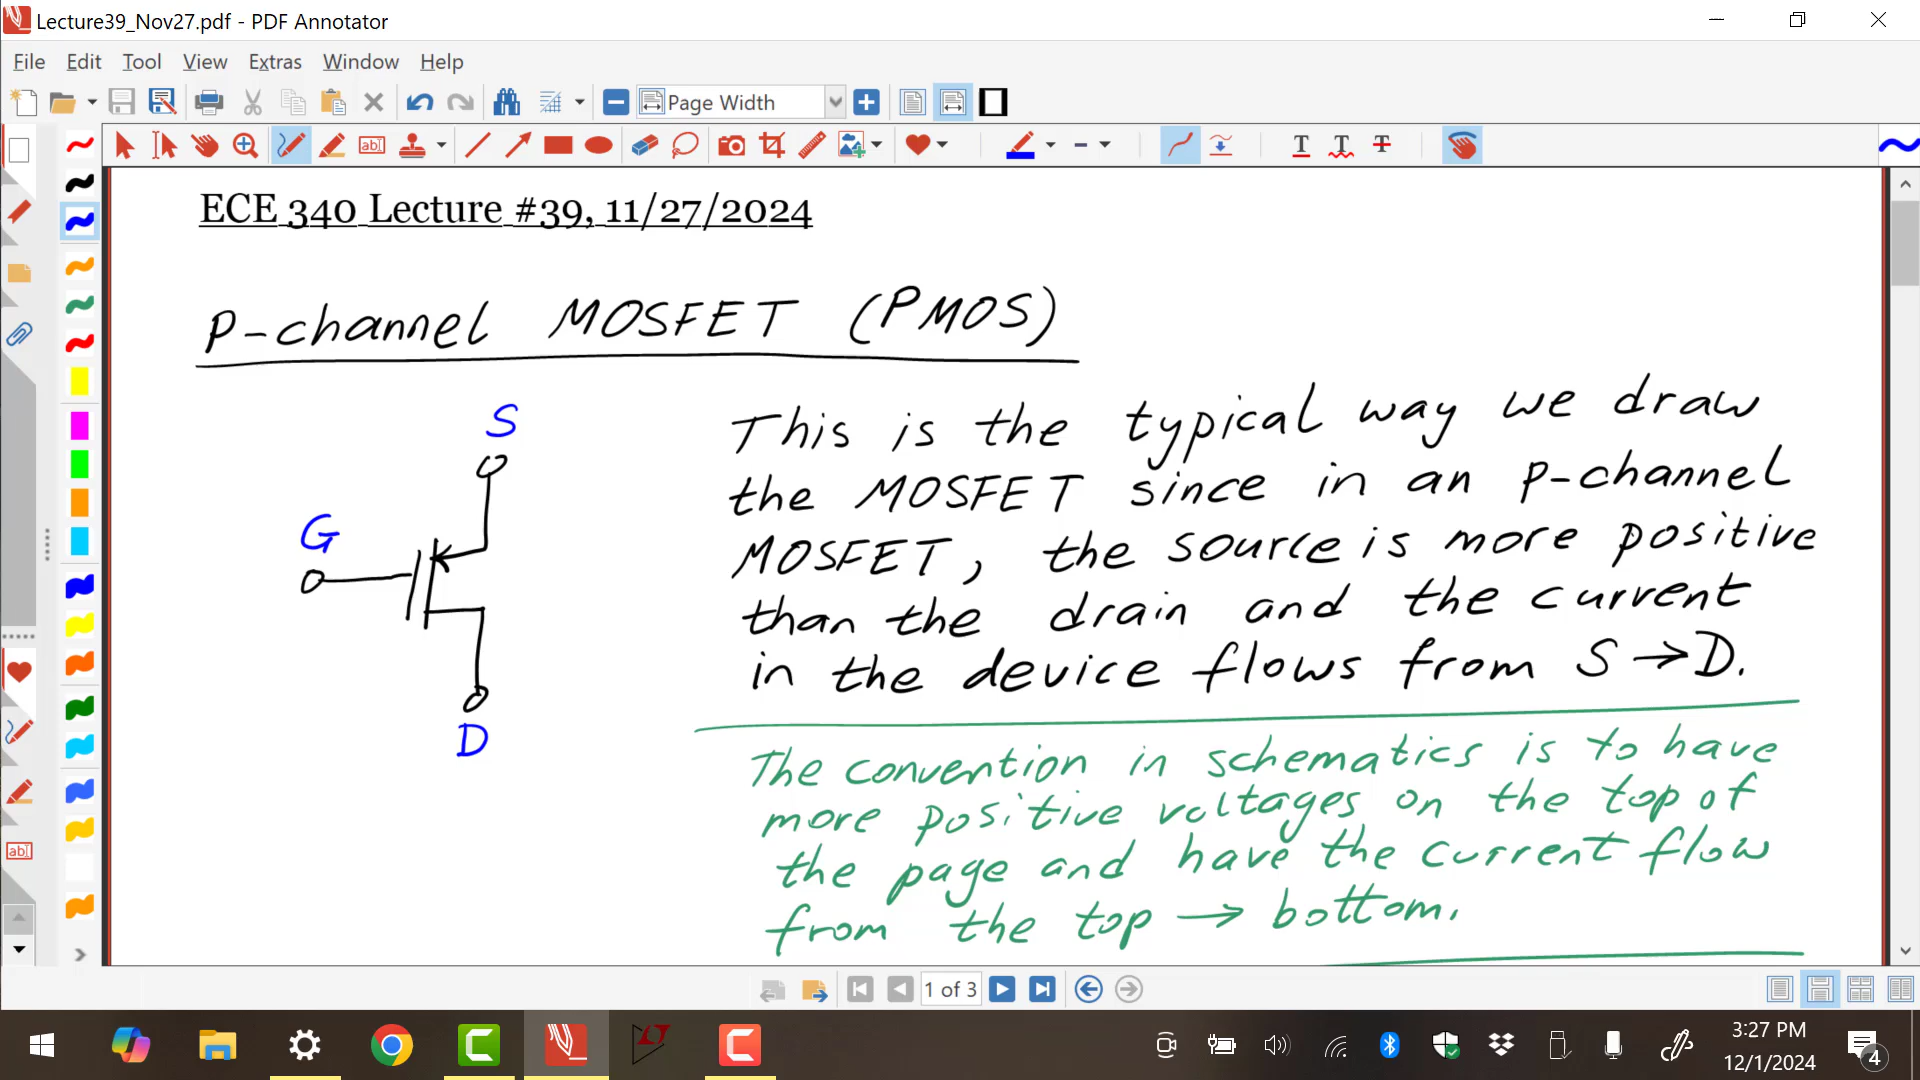 Lecture39_Nov27.pdf - PDF Annotator
File Edit Tool View Extras Window Help
Page Width
ECE 340 Lecture #39, 11/27/2024
P-channel MOSFET (PMOS)
S
G
D
This is the typical way we draw
the MOSFET since in an p-channel
MOSFET, the source is more positive
than the drain and the current
in the device flows from S → D.
The convention in schematics is to have
more positive voltages on the top of
the page and have the current flow
from the top → bottom.
1 of 3
3:27 PM
12/1/2024
4